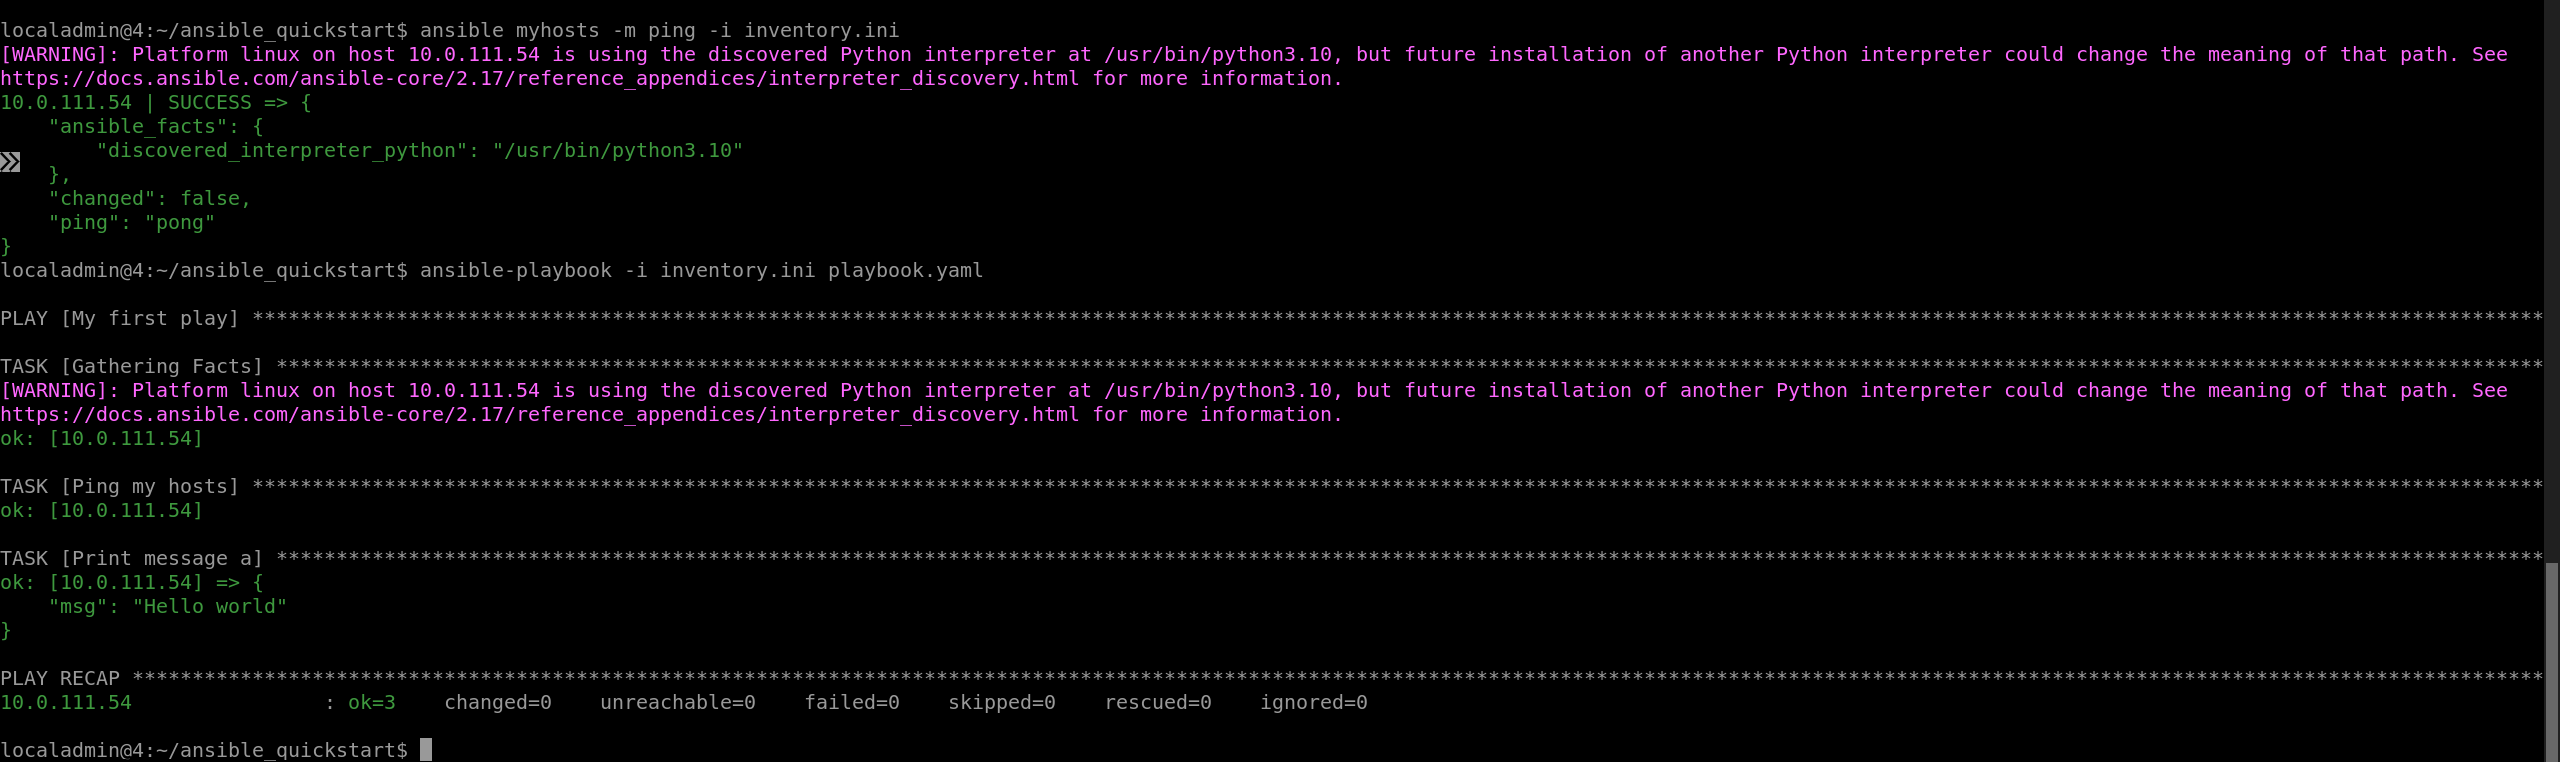 localadmin@4:~/ansible_quickstart$ ansible myhosts -m ping -i inventory.ini
[WARNING]: Platform linux on host 10.0.111.54 is using the discovered Python interpreter at /usr/bin/python3.10, but future installation of another Python interpreter could change the meaning of that path. See
https://docs.ansible.com/ansible-core/2.17/reference_appendices/interpreter_discovery.html for more information.
10.0.111.54 | SUCCESS => {
    "ansible_facts": {
        "discovered_interpreter_python": "/usr/bin/python3.10"
    },
    "changed": false,
    "ping": "pong"
}
localadmin@4:~/ansible_quickstart$ ansible-playbook -i inventory.ini playbook.yaml

PLAY [My first play] ***********************************************************************************************************************************************************************************************

TASK [Gathering Facts] *********************************************************************************************************************************************************************************************
[WARNING]: Platform linux on host 10.0.111.54 is using the discovered Python interpreter at /usr/bin/python3.10, but future installation of another Python interpreter could change the meaning of that path. See
https://docs.ansible.com/ansible-core/2.17/reference_appendices/interpreter_discovery.html for more information.
ok: [10.0.111.54]

TASK [Ping my hosts] ***********************************************************************************************************************************************************************************************
ok: [10.0.111.54]

TASK [Print message a] *********************************************************************************************************************************************************************************************
ok: [10.0.111.54] => {
    "msg": "Hello world"
}

PLAY RECAP *********************************************************************************************************************************************************************************************************
10.0.111.54                : ok=3    changed=0    unreachable=0    failed=0    skipped=0    rescued=0    ignored=0

localadmin@4:~/ansible_quickstart$